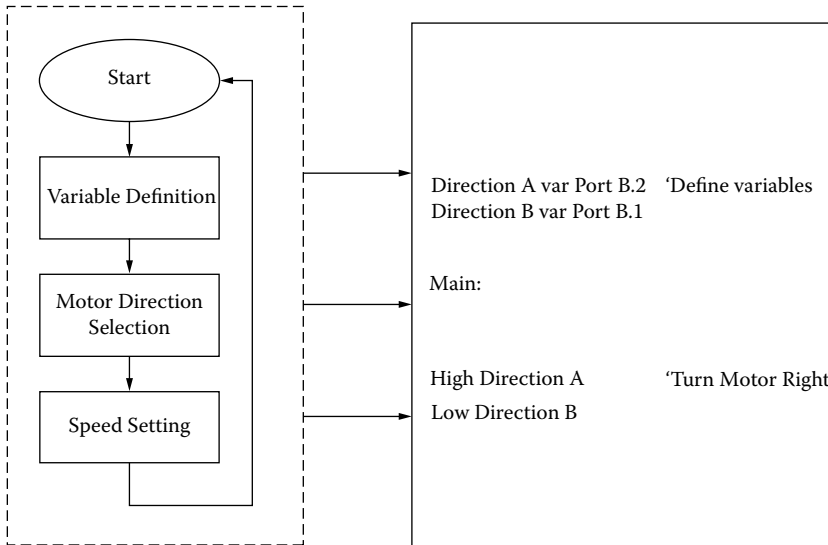 Start
Variable Definition
Motor Direction
Selection
Speed Setting
Direction A var Port B.2 ‘Define variables
Direction B var Port B.1
Main:
High Direction A ‘Turn Motor Right
Low Direction B